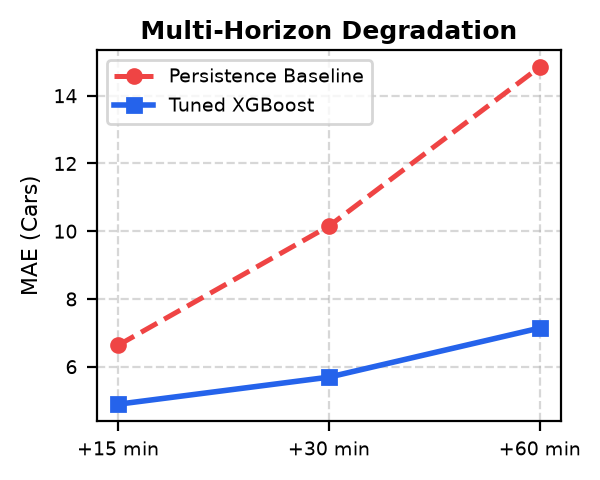 Multi-Horizon Degradation
Persistence Baseline
Tuned XGBoost
MAE (Cars)
14
12
10
8
6
+15 min
+30 min
+60 min